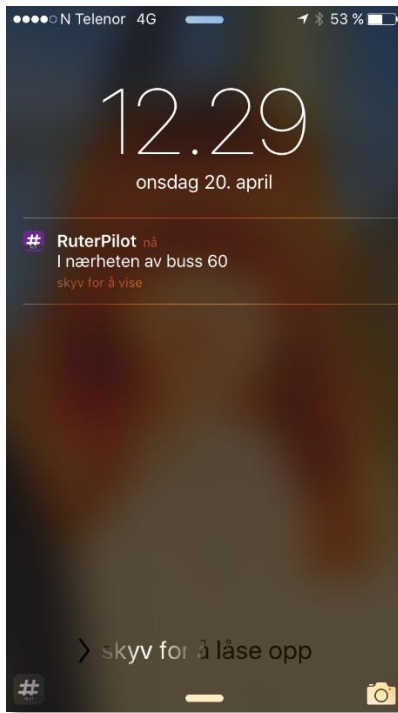 N Telenor 4G 53 %
12.29
onsdag 20. april
# RuterPilot nå
I nærheten av buss 60
skyv for å vise
skyv for å låse opp
#